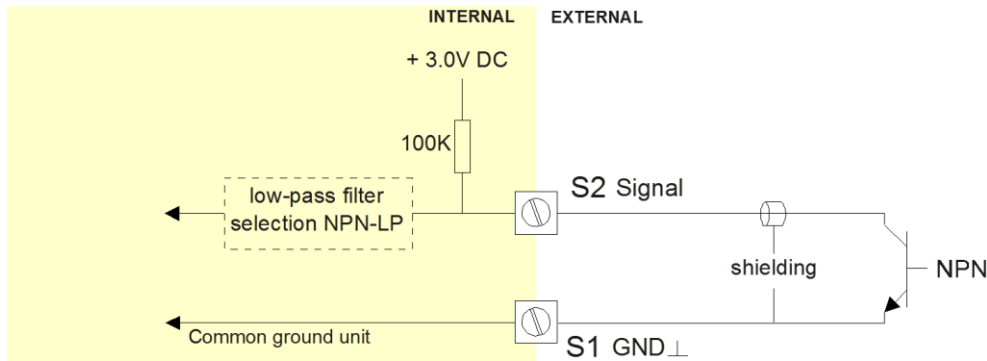 INTERNAL EXTERNAL
+ 3.0V DC
100K
low-pass filter
selection NPN-LP
S2 Signal
shielding
NPN
Common ground unit
S1 GND⊥